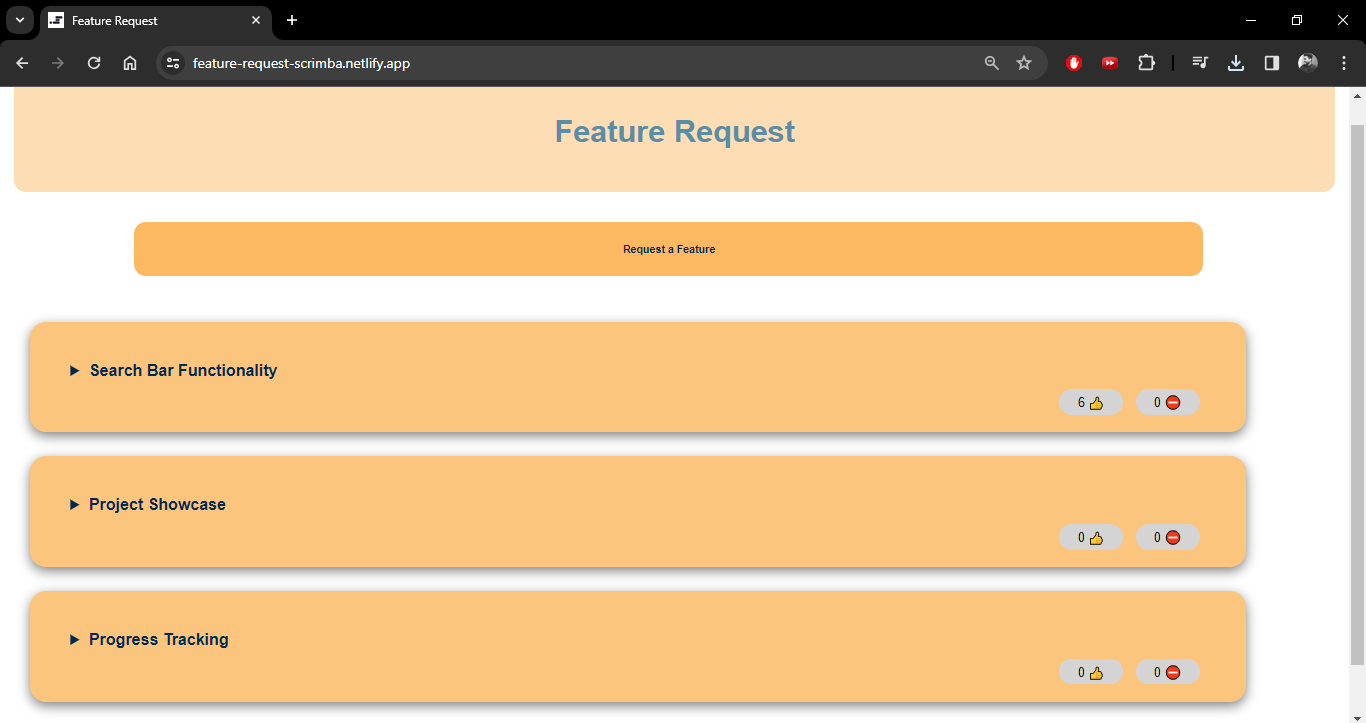 Feature Request
feature-request-scrimba.netlify.app
Feature Request
Request a Feature
Search Bar Functionality
6 👍 0 ⛔
Project Showcase
0 👍 0 ⛔
Progress Tracking
0 👍 0 ⛔